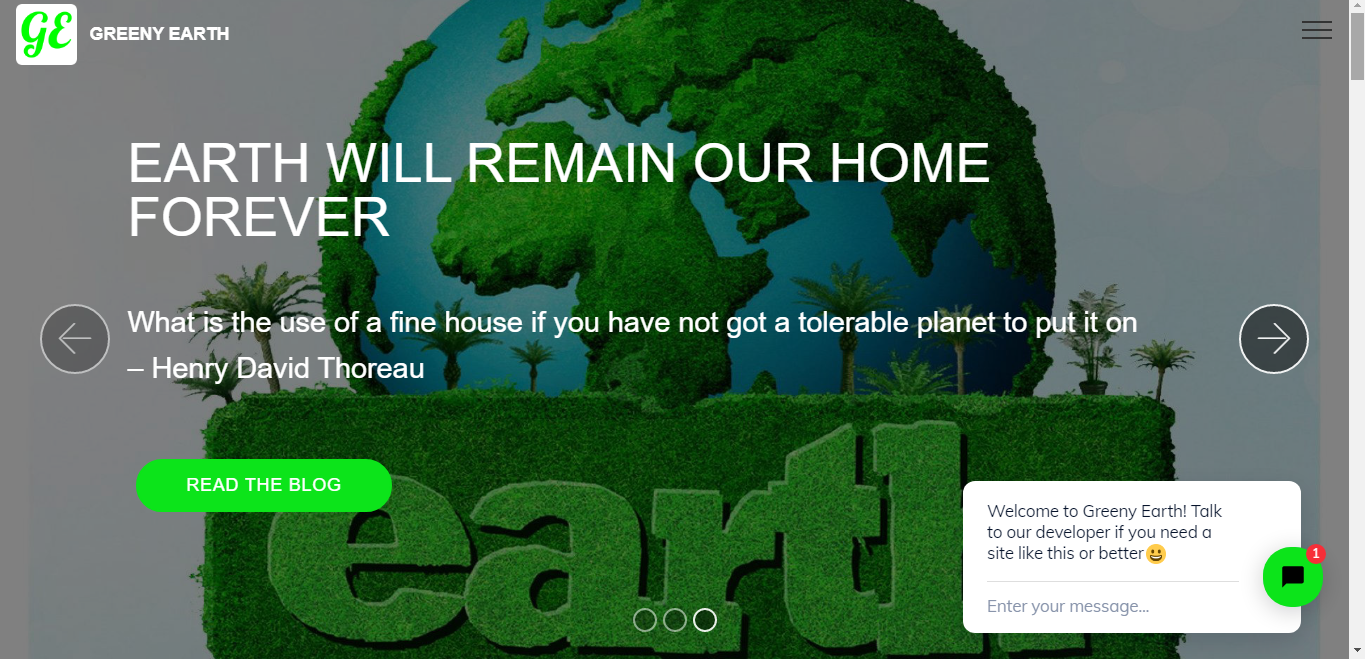 GE
GREENY EARTH
EARTH WILL REMAIN OUR HOME
FOREVER
What is the use of a fine house if you have not got a tolerable planet to put it on
– Henry David Thoreau
READ THE BLOG
earth
Welcome to Greeny Earth! Talk
to our developer if you need a
site like this or better😀
1
Enter your message...